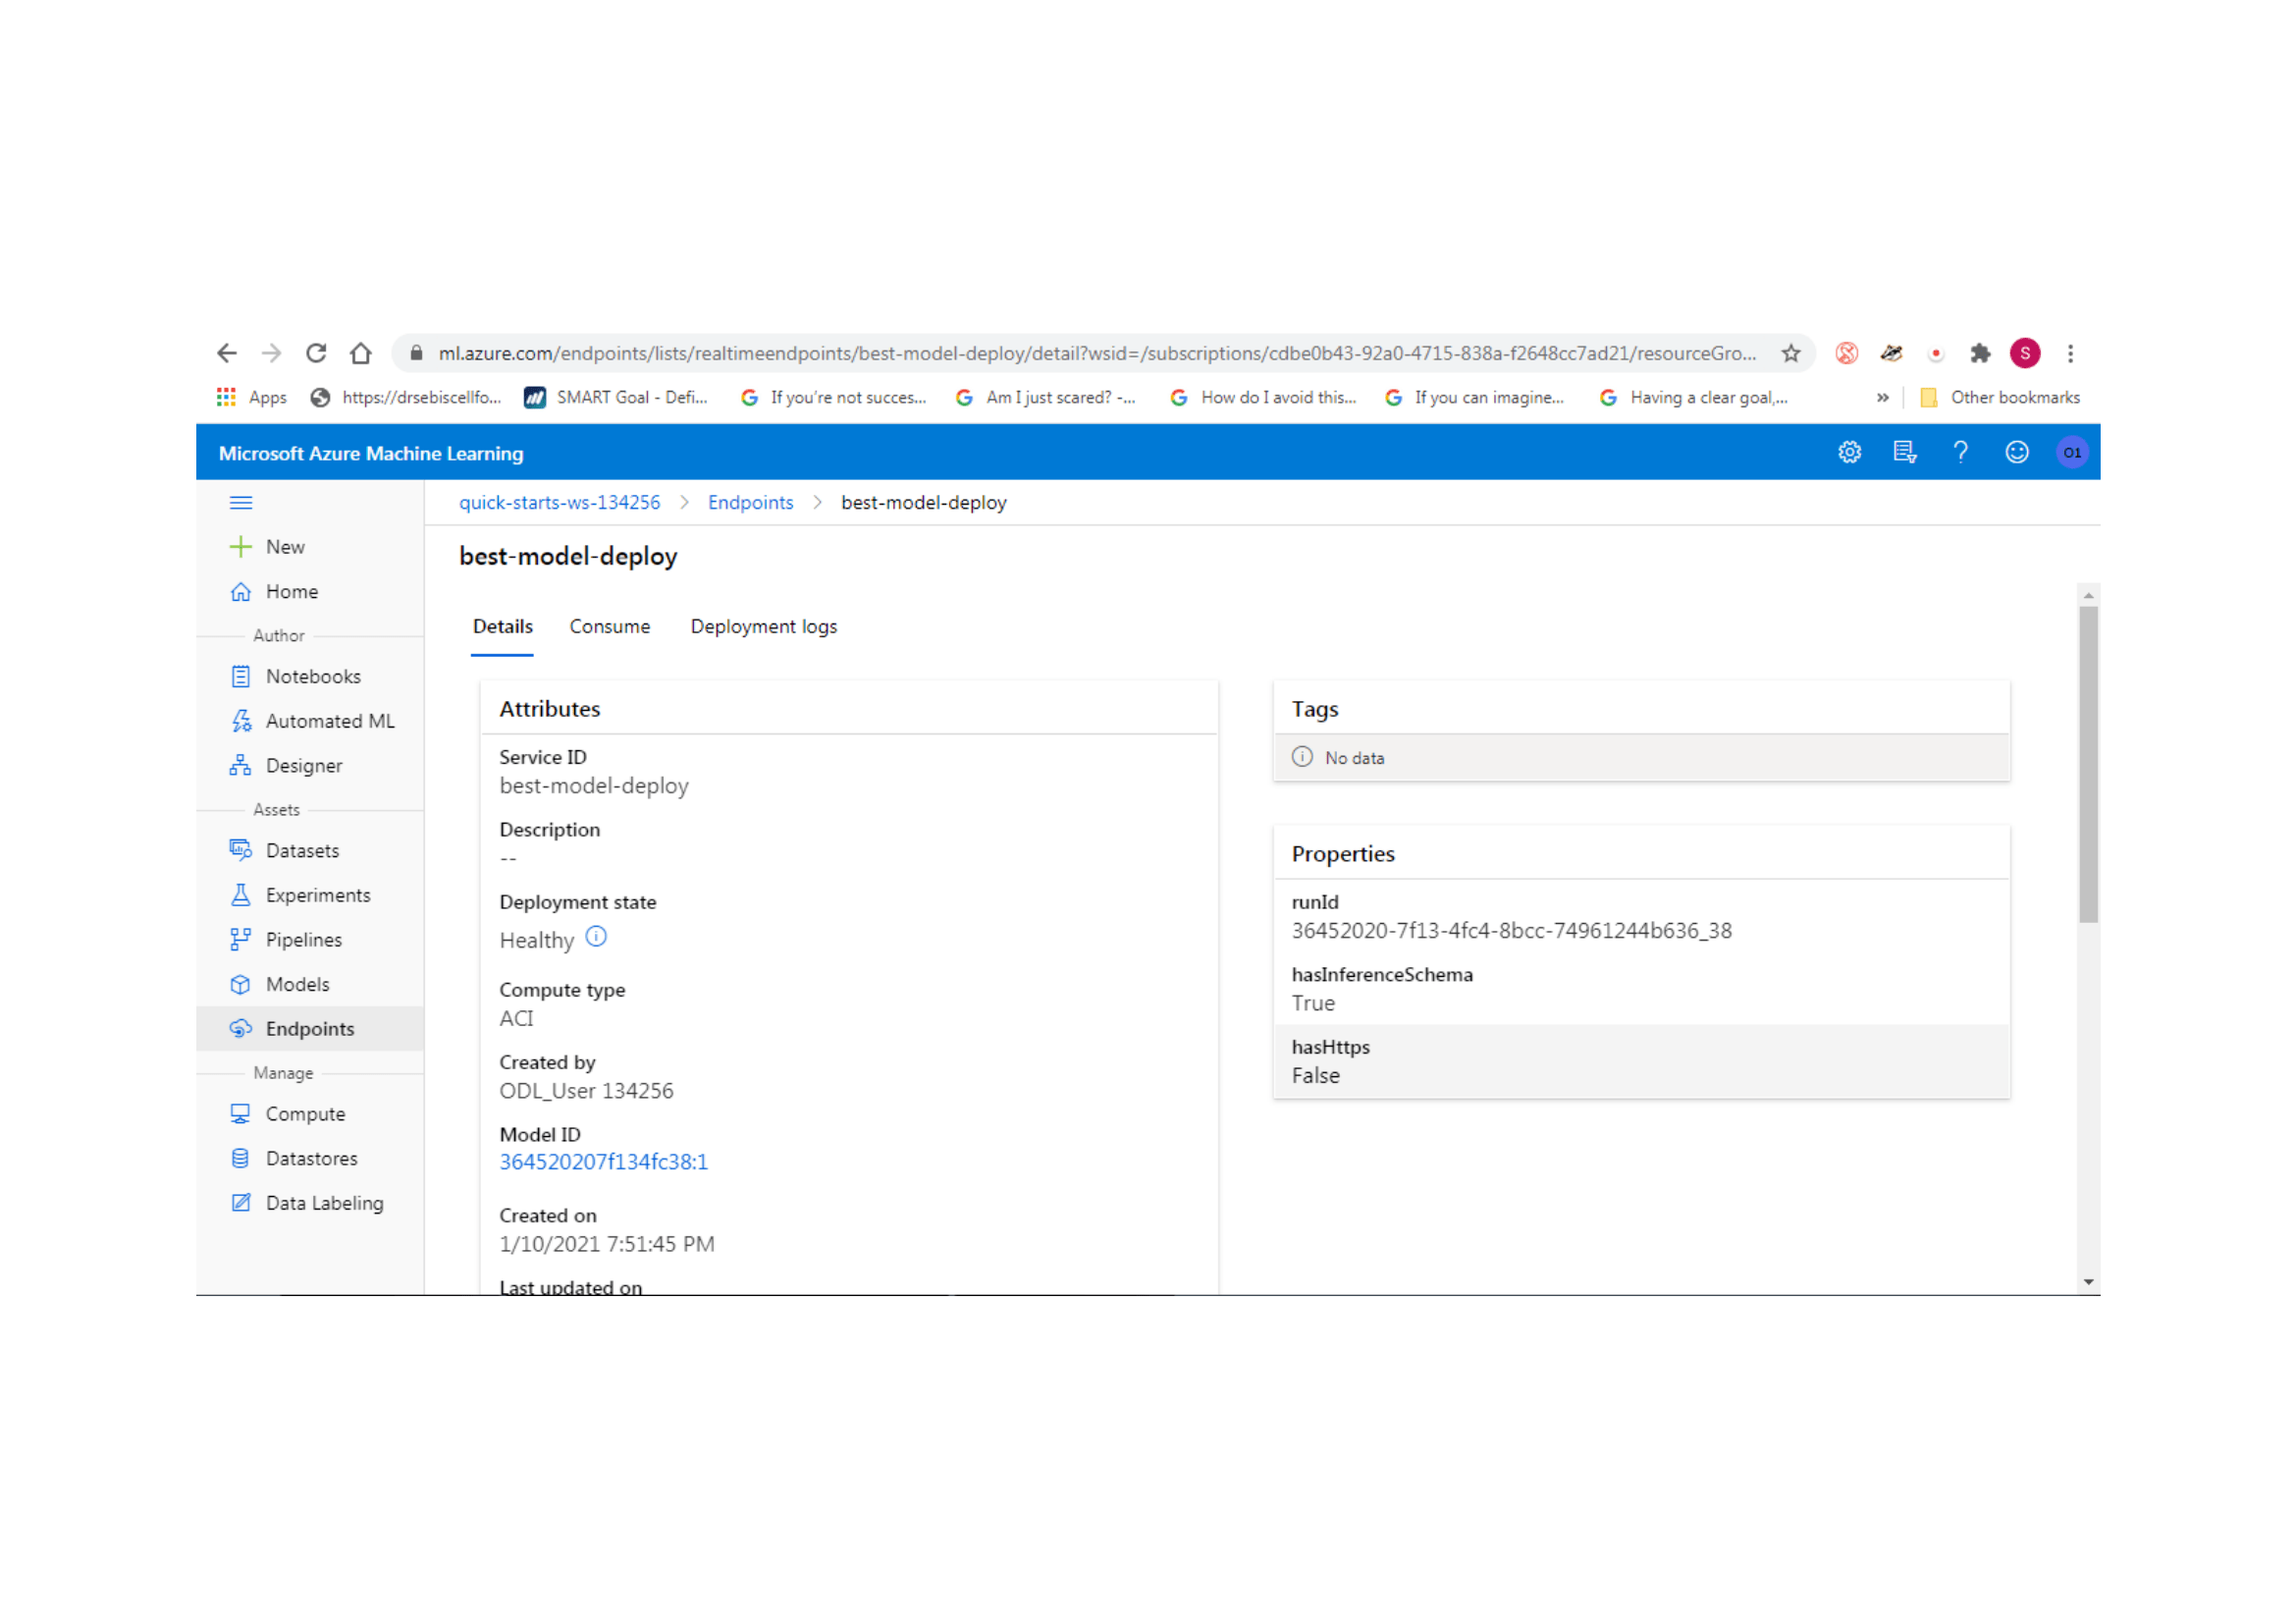 ml.azure.com/endpoints/lists/realtimeendpoints/best-model-deploy/detail?wsid=/subscriptions/cdbe0b43-92a0-4715-838a-f2648cc7ad21/resourceGro...
S
Apps https://drsebiscellfo... SMART Goal - Defi... If you're not succes... Am I just scared? -... How do I avoid this... If you can imagine... Having a clear goal,... » Other bookmarks
Microsoft Azure Machine Learning
O1
quick-starts-ws-134256 > Endpoints > best-model-deploy
New
Home
Author
Notebooks
Automated ML
Designer
Assets
Datasets
Experiments
Pipelines
Models
Endpoints
Manage
Compute
Datastores
Data Labeling
best-model-deploy
Details Consume Deployment logs
Attributes
Service ID
best-model-deploy
Description
--
Deployment state
Healthy
Compute type
ACI
Created by
ODL_User 134256
Model ID
364520207f134fc38:1
Created on
1/10/2021 7:51:45 PM
Last updated on
Tags
No data
Properties
runId
36452020-7f13-4fc4-8bcc-74961244b636_38
hasInferenceSchema
True
hasHttps
False